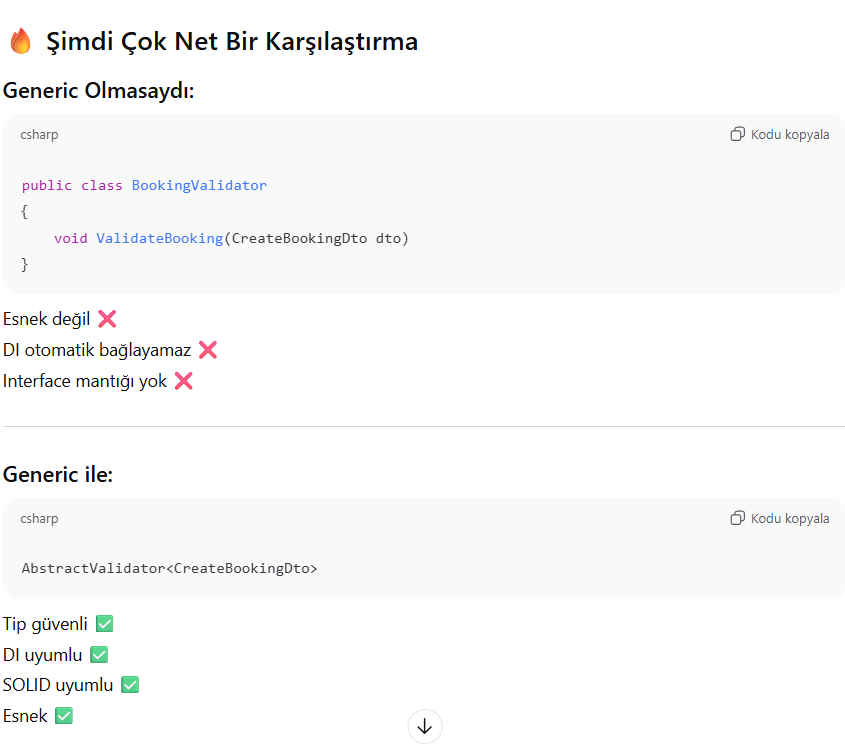 🔥 Şimdi Çok Net Bir Karşılaştırma
Generic Olmasaydı:
csharp
Kodu kopyala
public class BookingValidator
{
    void ValidateBooking(CreateBookingDto dto)
}
Esnek değil ❌
DI otomatik bağlayamaz ❌
Interface mantığı yok ❌
Generic ile:
csharp
Kodu kopyala
AbstractValidator<CreateBookingDto>
Tip güvenli ✅
DI uyumlu ✅
SOLID uyumlu ✅
Esnek ✅